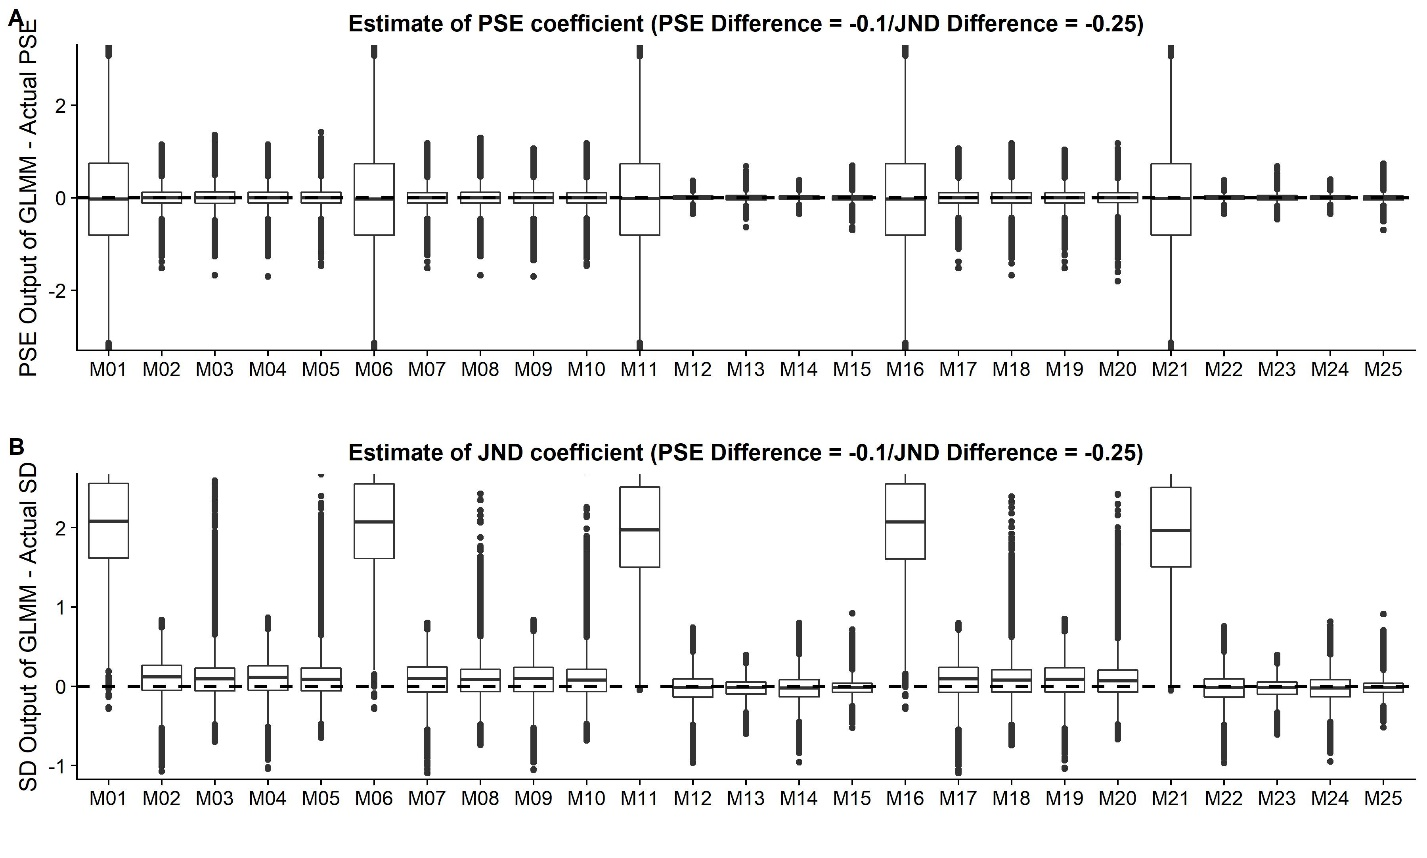 A
Estimate of PSE coefficient (PSE Difference = -0.1/JND Difference = -0.25)
PSE Output of GLMM - Actual PSE
2
0
-2
M01 M02 M03 M04 M05 M06 M07 M08 M09 M10 M11 M12 M13 M14 M15 M16 M17 M18 M19 M20 M21 M22 M23 M24 M25
B
Estimate of JND coefficient (PSE Difference = -0.1/JND Difference = -0.25)
SD Output of GLMM - Actual SD
2
1
0
-1
M01 M02 M03 M04 M05 M06 M07 M08 M09 M10 M11 M12 M13 M14 M15 M16 M17 M18 M19 M20 M21 M22 M23 M24 M25